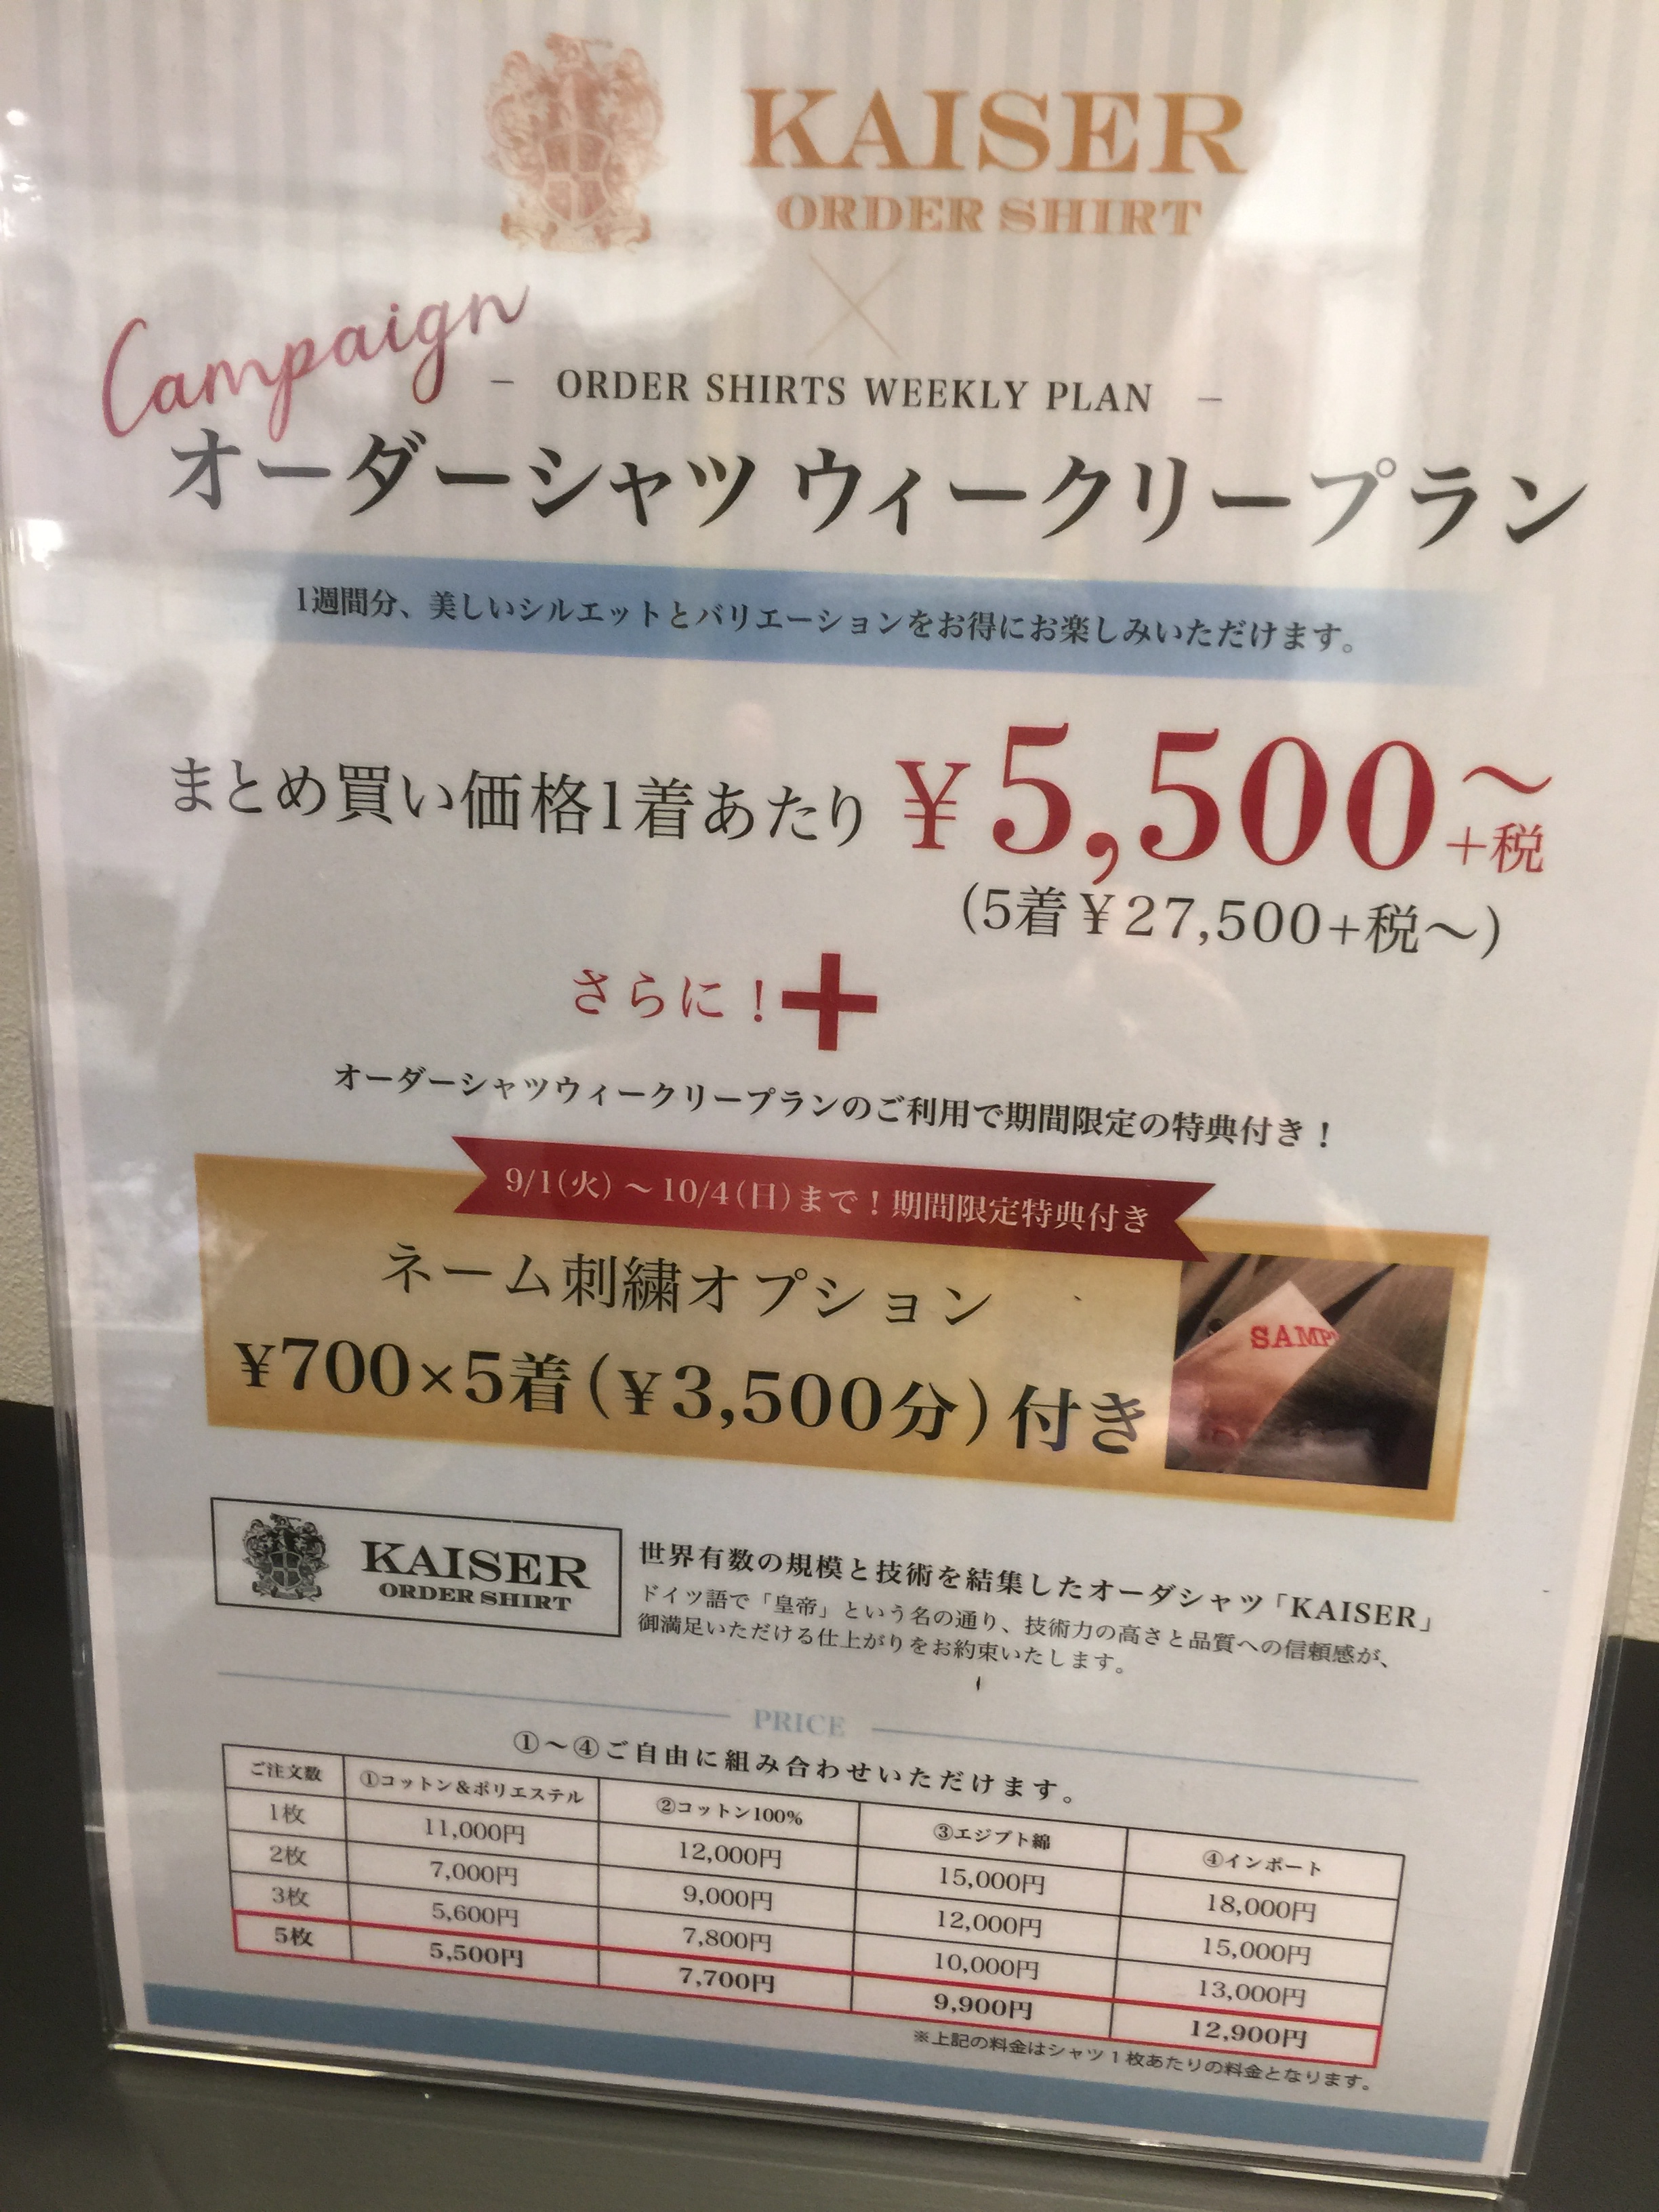 KAISER
ORDER SHIRT
Campaign
– ORDER SHIRTS WEEKLY PLAN –
オーダーシャツ ウィークリープラン
1週間分、美しいシルエットとバリエーションをお得にお楽しみいただけます。
まとめ買い価格1着あたり ¥5,500〜+税
(5着¥27,500+税〜)
さらに!+
オーダーシャツウィークリープランのご利用で期間限定の特典付き!
9/1(火)〜10/4(日)まで!期間限定特典付き
ネーム刺繍オプション
¥700×5着(¥3,500分)付き
KAISER
ORDER SHIRT
世界有数の規模と技術を結集したオーダシャツ「KAISER」
ドイツ語で「皇帝」という名の通り、技術力の高さと品質への信頼感が、
御満足いただける仕上がりをお約束いたします。
PRICE
①〜④ご自由に組み合わせいただけます。
ご注文数 ①コットン&ポリエステル ②コットン100% ③エジプト綿 ④インポート
1枚 11,000円 12,000円 15,000円 18,000円
2枚 7,000円 9,000円 12,000円 15,000円
3枚 5,600円 7,800円 10,000円 13,000円
5枚 5,500円 7,700円 9,900円 12,900円
※上記の料金はシャツ1枚あたりの料金となります。